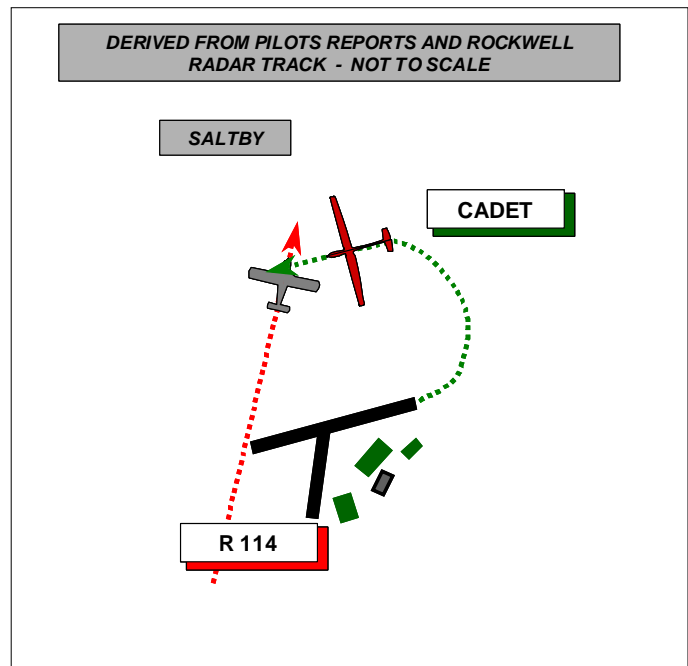 DERIVED FROM PILOTS REPORTS AND ROCKWELL
RADAR TRACK - NOT TO SCALE
SALTBY
CADET
R 114